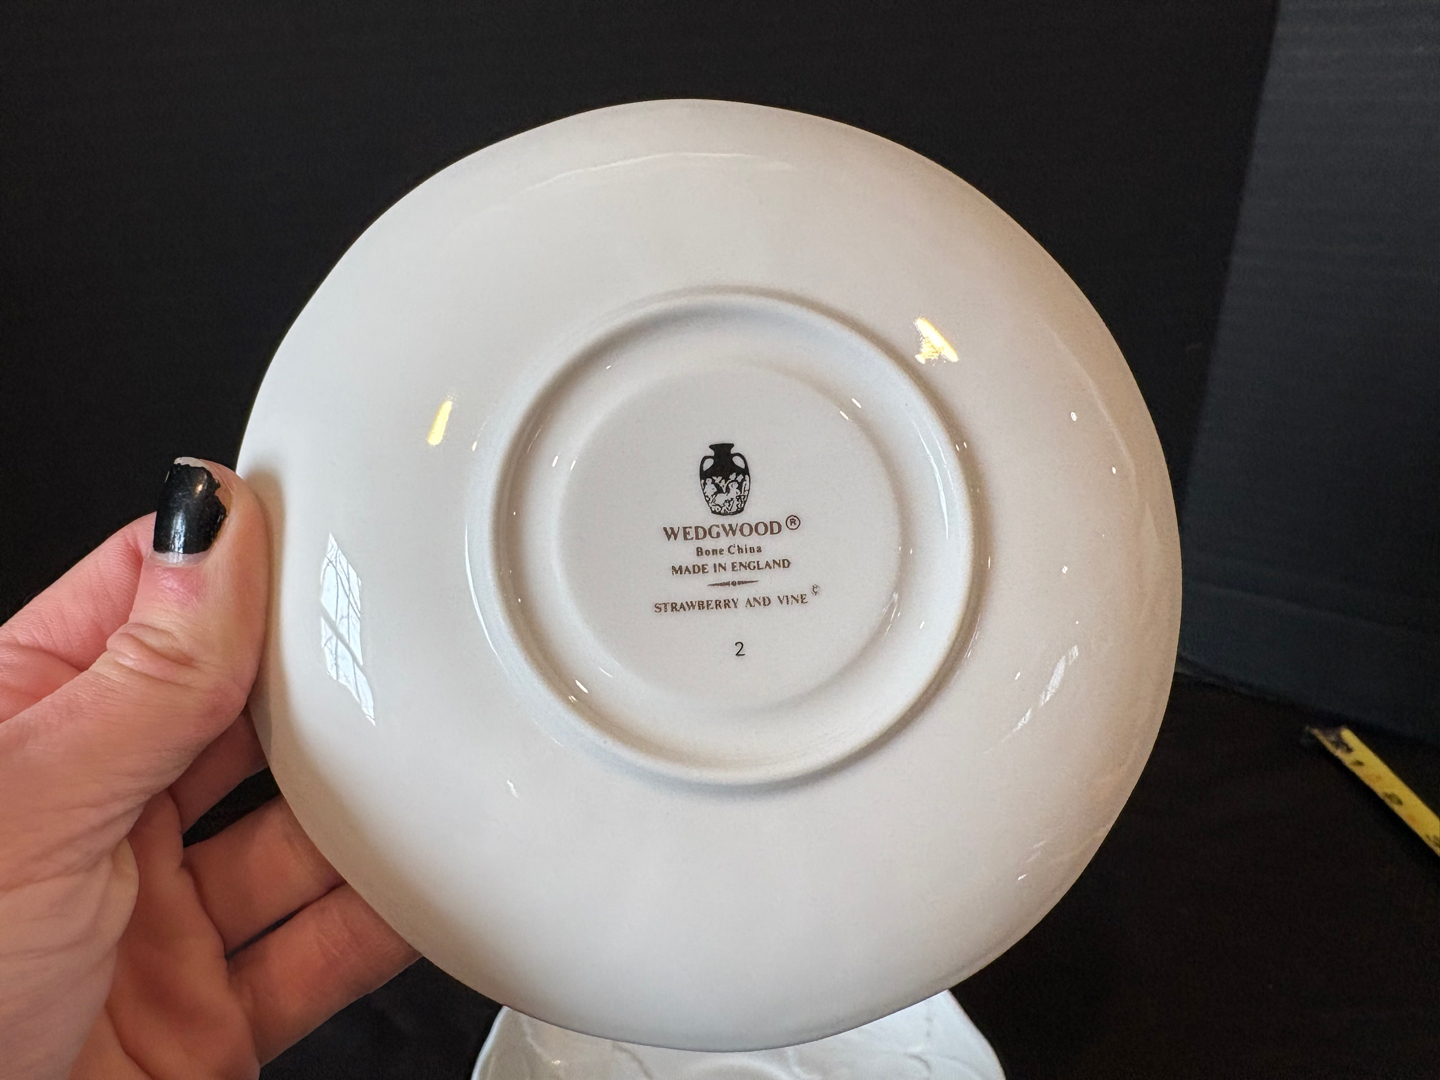 WEDGWOOD®
Bone China
MADE IN ENGLAND
STRAWBERRY AND VINE©
2